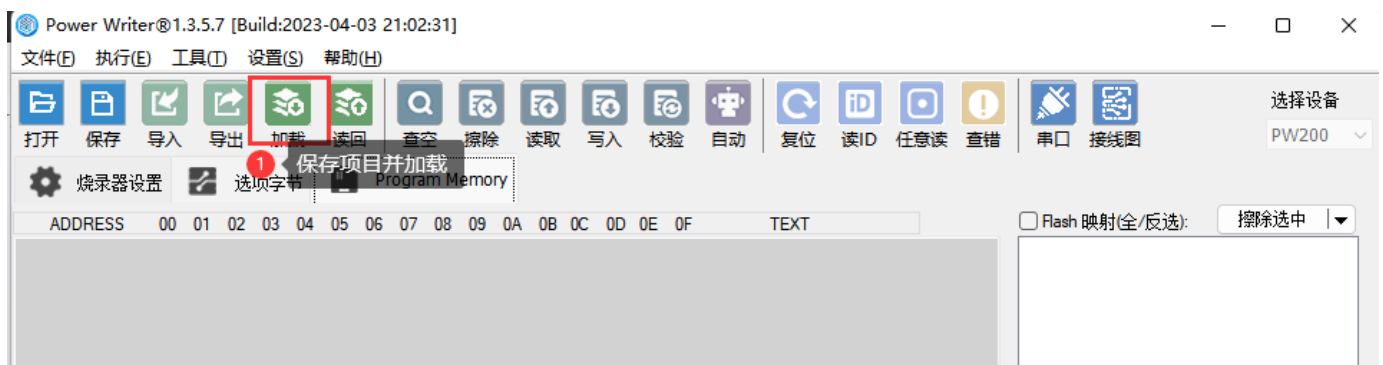 Power Writer®1.3.5.7 [Build:2023-04-03 21:02:31]
文件(F) 执行(E) 工具(T) 设置(S) 帮助(H)
打开 保存 导入 导出 加载 读回 查空 擦除 读取 写入 校验 自动 复位 读ID 任意读 查错 串口 接线图
选择设备
PW200
1 保存项目并加载
烧录器设置 选项字节 Program Memory
ADDRESS 00 01 02 03 04 05 06 07 08 09 0A 0B 0C 0D 0E 0F TEXT
Flash 映射(全/反选): 擦除选中